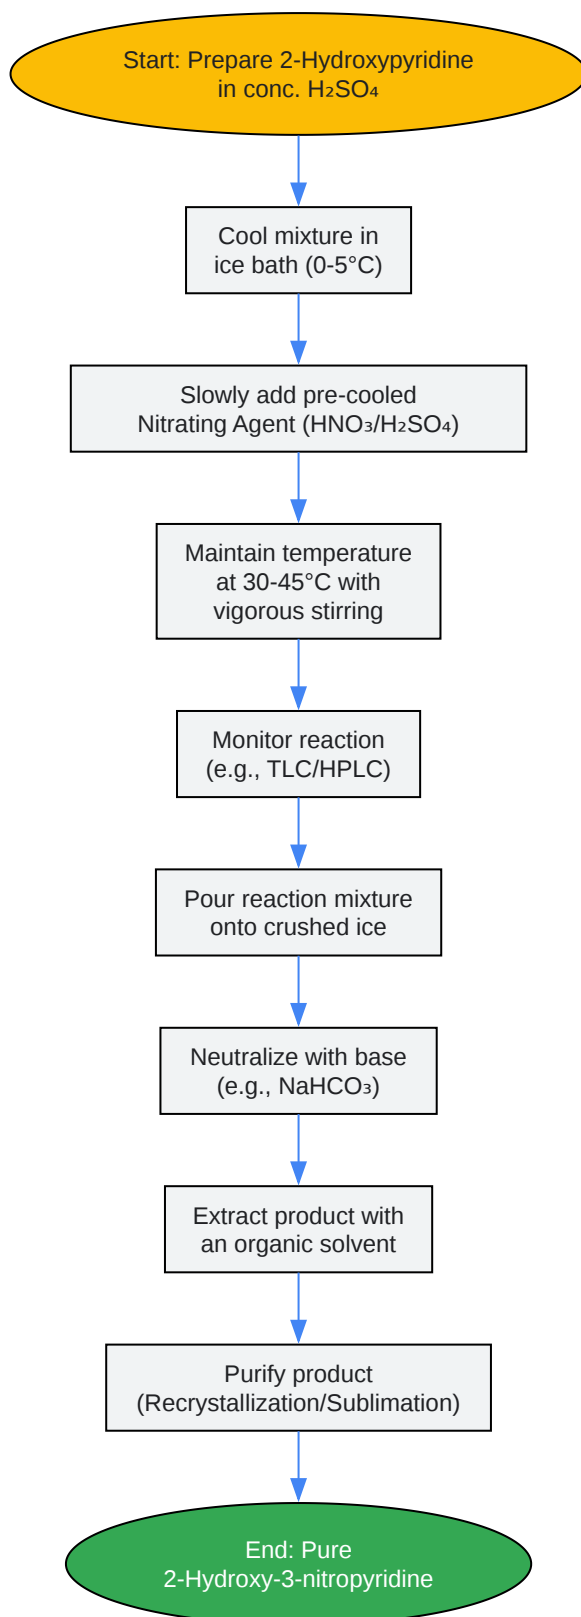 Start: Prepare 2-Hydroxypyridine
in conc. H₂SO₄
Cool mixture in
ice bath (0-5°C)
Slowly add pre-cooled
Nitrating Agent (HNO₃/H₂SO₄)
Maintain temperature
at 30-45°C with
vigorous stirring
Monitor reaction
(e.g., TLC/HPLC)
Pour reaction mixture
onto crushed ice
Neutralize with base
(e.g., NaHCO₃)
Extract product with
an organic solvent
Purify product
(Recrystallization/Sublimation)
End: Pure
2-Hydroxy-3-nitropyridine